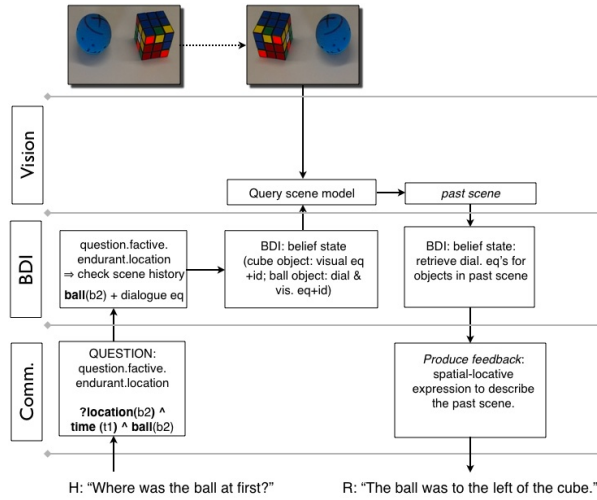 Vision
Query scene model
past scene
BDI
question.factive.
endurant.location
⇒ check scene history
ball(b2) + dialogue eq
BDI: belief state
(cube object: visual eq
+id; ball object: dial &
vis. eq+id)
BDI: belief state:
retrieve dial. eq's for
objects in past scene
Comm.
QUESTION:
question.factive.
endurant.location
?location(b2) ^
time (t1) ^ ball(b2)
Produce feedback:
spatial-locative
expression to describe
the past scene.
H: “Where was the ball at first?”
R: “The ball was to the left of the cube.”